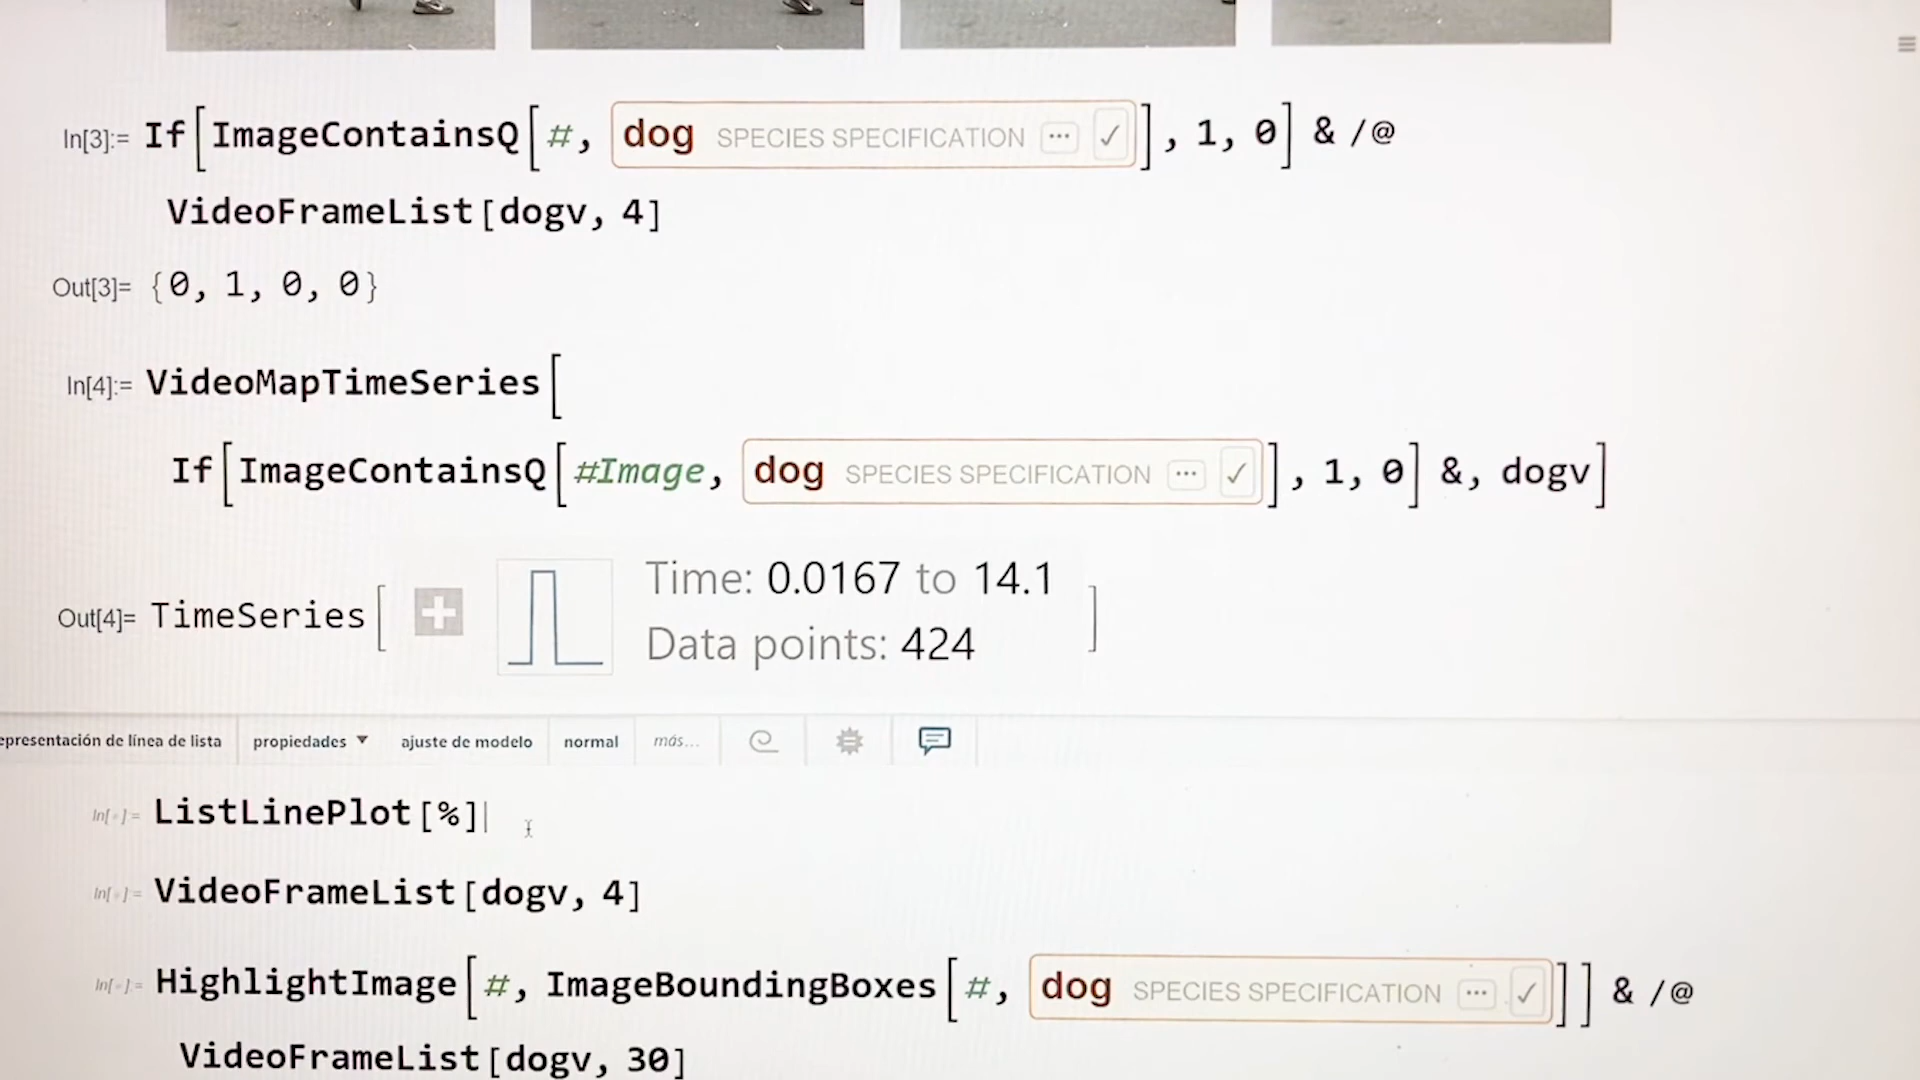 In[3]:= If[ImageContainsQ[#, dog SPECIES SPECIFICATION ··· ✓], 1, 0] & /@
VideoFrameList[dogv, 4]
Out[3]= {0, 1, 0, 0}
In[4]:= VideoMapTimeSeries[
If[ImageContainsQ[#Image, dog SPECIES SPECIFICATION ··· ✓], 1, 0] &, dogv]
Out[4]= TimeSeries[
Time: 0.0167 to 14.1
Data points: 424
]
epresentación de línea de lista propiedades ajuste de modelo normal más...
In[•]:= ListLinePlot[%]
In[•]:= VideoFrameList[dogv, 4]
In[•]:= HighlightImage[#, ImageBoundingBoxes[#, dog SPECIES SPECIFICATION ··· ✓]] & /@
VideoFrameList[dogv, 30]